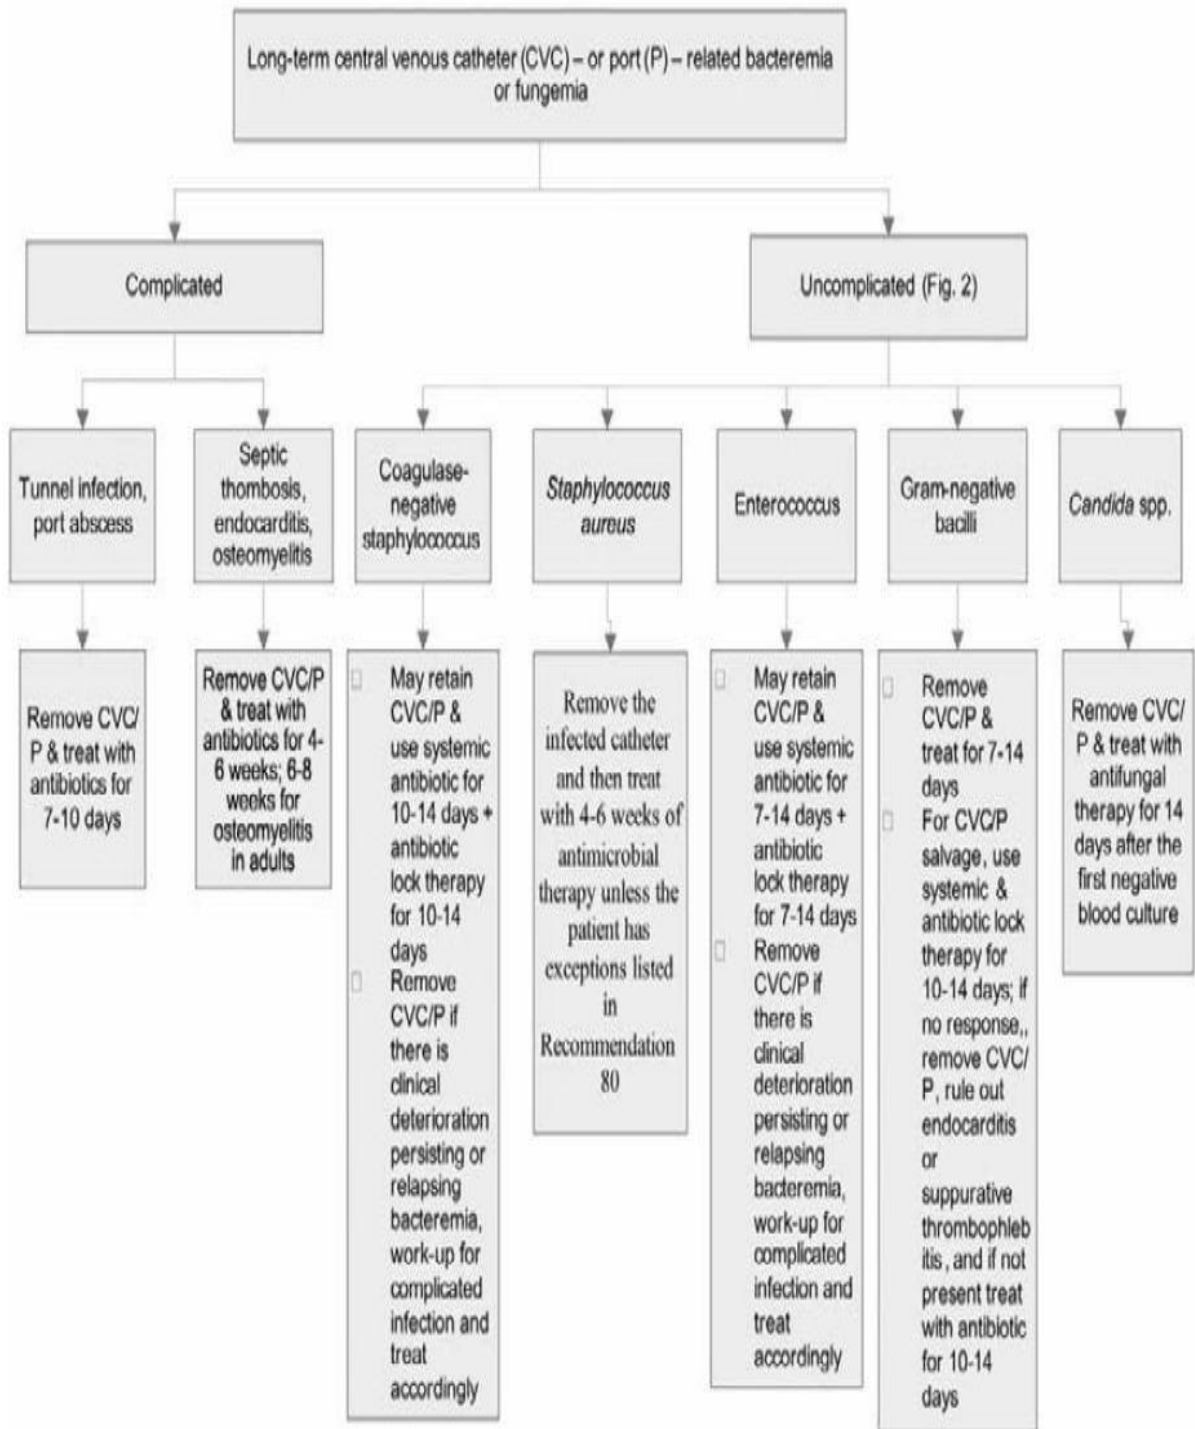 Long-term central venous catheter (CVC) – or port (P) – related bacteremia
or fungemia
Complicated
Uncomplicated (Fig. 2)
Tunnel infection,
port abscess
Septic
thombosis,
endocarditis,
osteomyelitis
Coagulase-
negative
staphylococcus
Staphylococcus
aureus
Enterococcus
Gram-negative
bacilli
Candida spp.
Remove CVC/
P & treat with
antibiotics for
7-10 days
Remove CVC/P
& treat with
antibiotics for 4-
6 weeks; 6-8
weeks for
osteomyelitis
in adults
May retain
CVC/P &
use systemic
antibiotic for
10-14 days +
antibiotic
lock therapy
for 10-14
days
Remove
CVC/P if
there is
clinical
deterioration
persisting or
relapsing
bacteremia,
work-up for
complicated
infection and
treat
accordingly
Remove the
infected catheter
and then treat
with 4-6 weeks of
antimicrobial
therapy unless the
patient has
exceptions listed
in
Recommendation
80
May retain
CVC/P &
use systemic
antibiotic for
7-14 days +
antibiotic
lock therapy
for 7-14 days
Remove
CVC/P if
there is
clinical
deterioration
persisting or
relapsing
bacteremia,
work-up for
complicated
infection and
treat
accordingly
Remove
CVC/P &
treat for 7-14
days
For CVC/P
salvage, use
systemic &
antibiotic lock
therapy for
10-14 days; if
no response,,
remove CVC/
P, rule out
endocarditis
or
suppurative
thrombophleb
itis, and if not
present treat
with antibiotic
for 10-14
days
Remove CVC/
P & treat with
antifungal
therapy for 14
days after the
first negative
blood culture